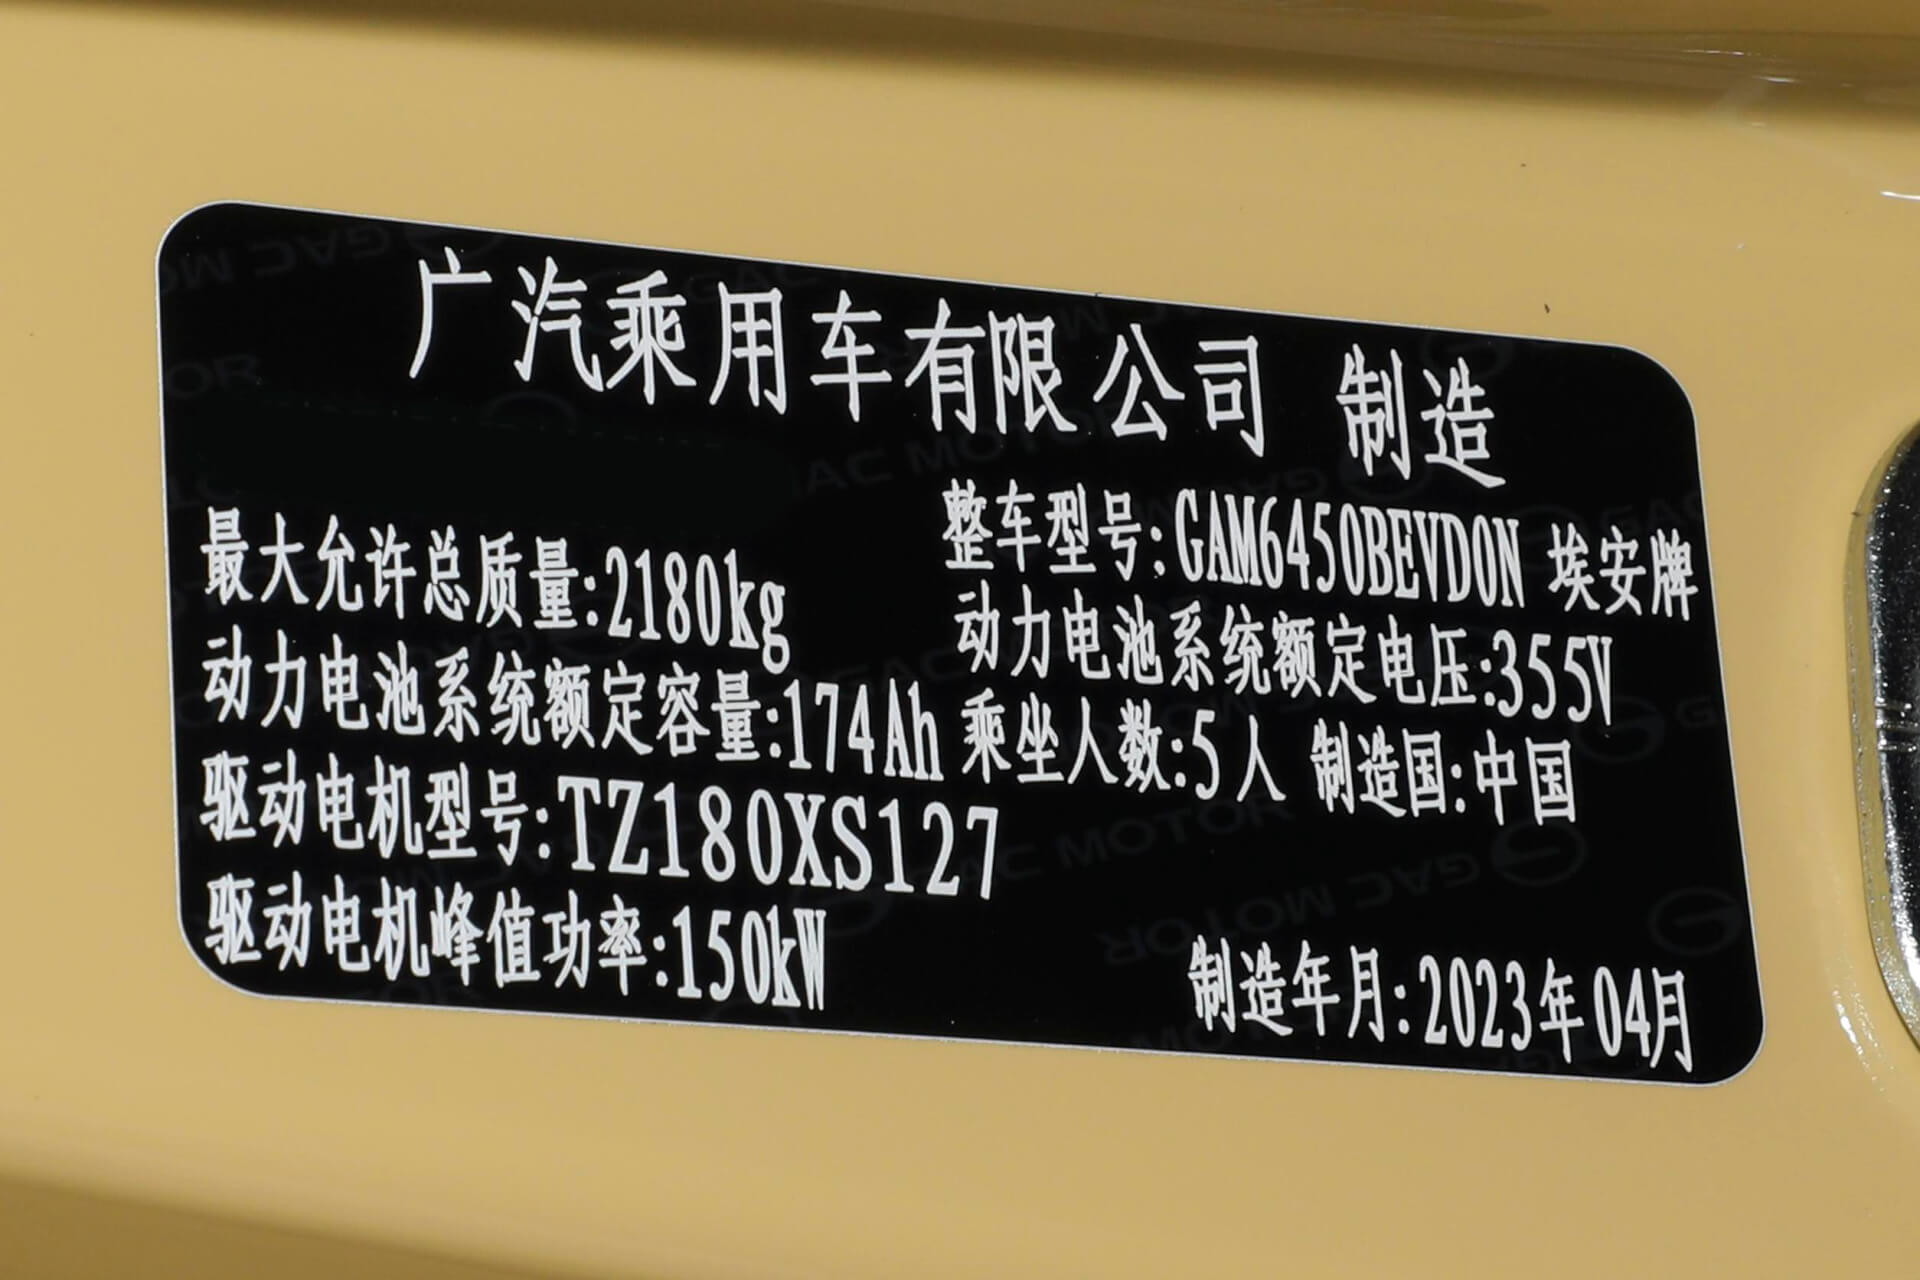 广汽乘用车有限公司 制造
整车型号:GAM6450BEVD0N 埃安牌
最大允许总质量:2180kg 动力电池系统额定电压:355V
动力电池系统额定容量:174Ah 乘坐人数:5人 制造国:中国
驱动电机型号:TZ180XS127
驱动电机峰值功率:150kW 制造年月:2023年04月